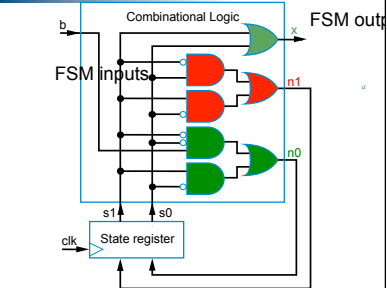 Combinational Logic
b
x
FSM outp
FSM inputs
n1
a
n0
s1
s0
clk
State register